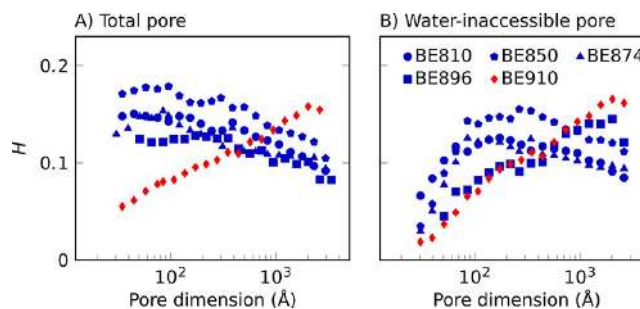 A) Total pore
B) Water-inaccessible pore
BE810 BE850 BE874
BE896 BE910
0.2
0.1
0
H
10² 10³
10² 10³
Pore dimension (Å)
Pore dimension (Å)